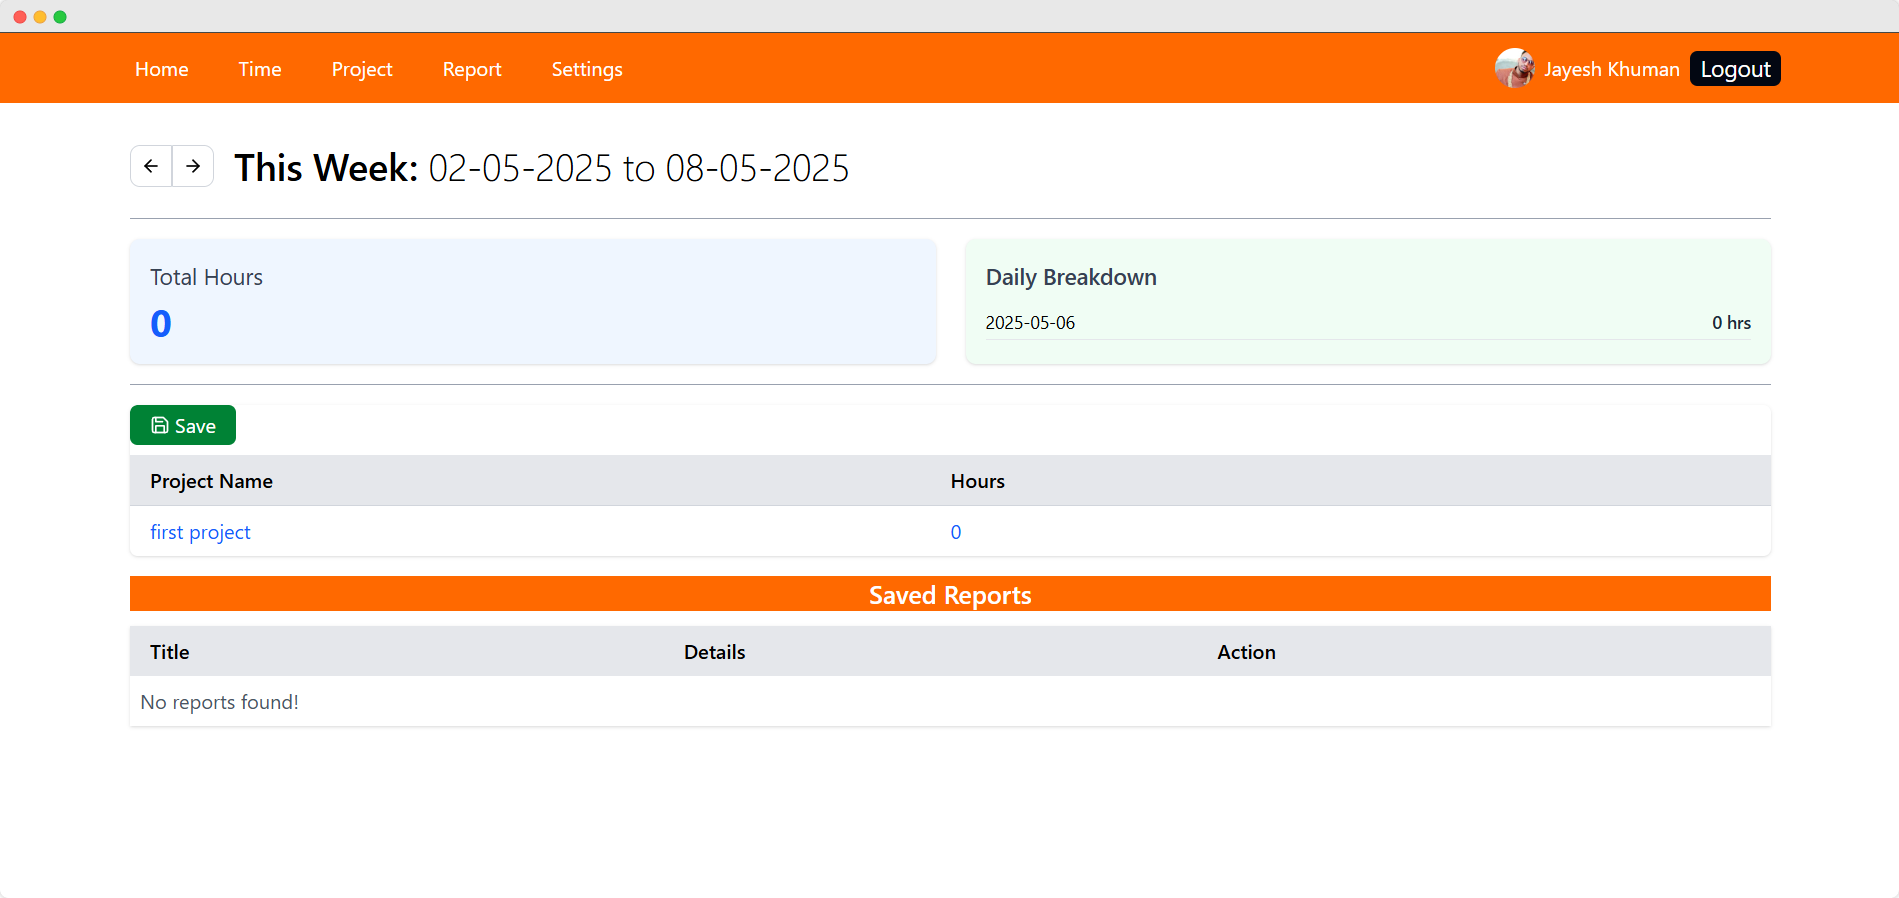 Home Time Project Report Settings Jayesh Khuman Logout
This Week: 02-05-2025 to 08-05-2025
Total Hours
0
Daily Breakdown
2025-05-06 0 hrs
Save
Project Name Hours
first project 0
Saved Reports
Title Details Action
No reports found!